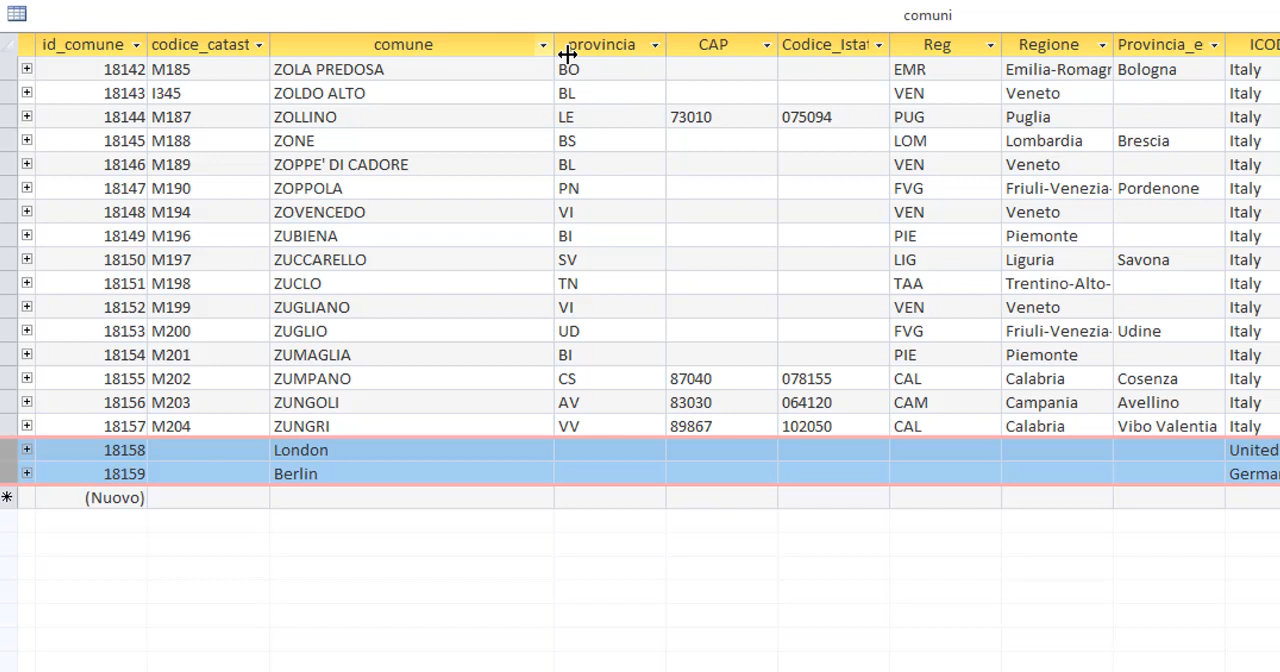 comuni
id_comune codice_catast comune provincia CAP Codice_Istat Reg Regione Provincia_e ICOD
18142 M185 ZOLA PREDOSA BO EMR Emilia-Romagr Bologna Italy
18143 I345 ZOLDO ALTO BL VEN Veneto Italy
18144 M187 ZOLLINO LE 73010 075094 PUG Puglia Italy
18145 M188 ZONE BS LOM Lombardia Brescia Italy
18146 M189 ZOPPE' DI CADORE BL VEN Veneto Italy
18147 M190 ZOPPOLA PN FVG Friuli-Venezia- Pordenone Italy
18148 M194 ZOVENCEDO VI VEN Veneto Italy
18149 M196 ZUBIENA BI PIE Piemonte Italy
18150 M197 ZUCCARELLO SV LIG Liguria Savona Italy
18151 M198 ZUCLO TN TAA Trentino-Alto- Italy
18152 M199 ZUGLIANO VI VEN Veneto Italy
18153 M200 ZUGLIO UD FVG Friuli-Venezia- Udine Italy
18154 M201 ZUMAGLIA BI PIE Piemonte Italy
18155 M202 ZUMPANO CS 87040 078155 CAL Calabria Cosenza Italy
18156 M203 ZUNGOLI AV 83030 064120 CAM Campania Avellino Italy
18157 M204 ZUNGRI VV 89867 102050 CAL Calabria Vibo Valentia Italy
18158 London United
18159 Berlin German
(Nuovo)